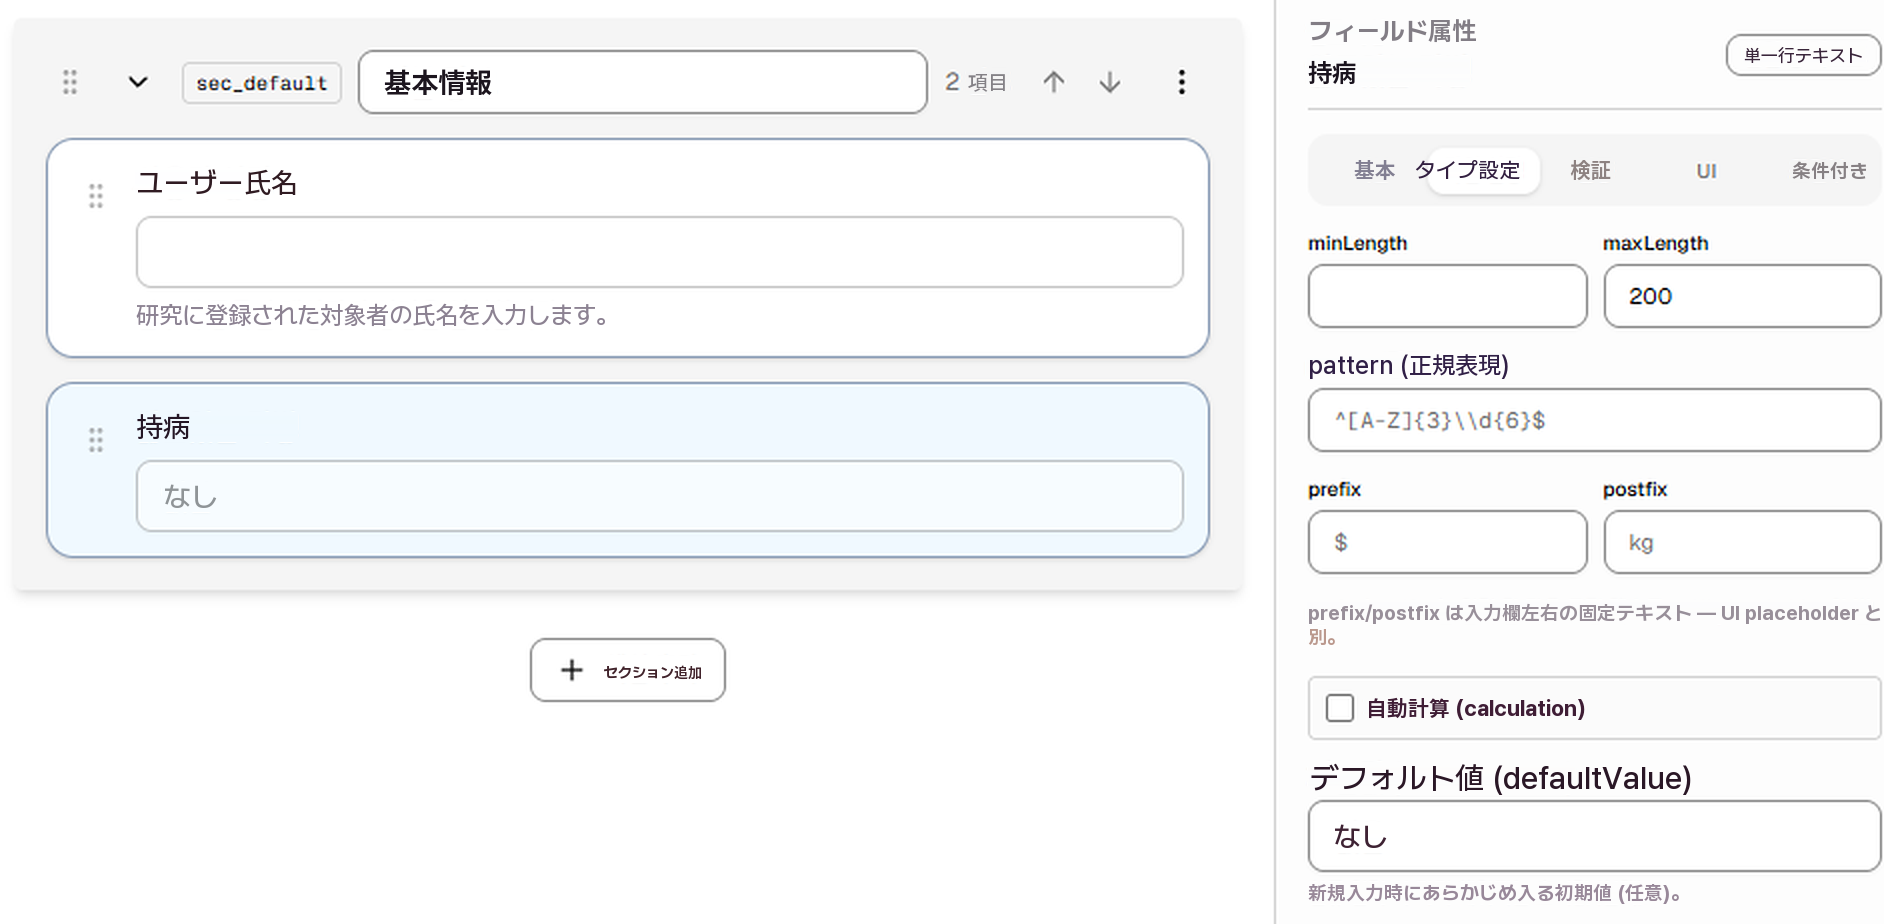 sec_default
基本情報
2 項目
ユーザー氏名
研究に登録された対象者の氏名を入力します。
持病
なし
セクション追加
フィールド属性
持病
単一行テキスト
基本 タイプ設定 検証 UI 条件付き
minLength maxLength
200
pattern (正規表現)
^[A-Z]{3}\\d{6}$
prefix postfix
$ kg
prefix/postfix は入力欄左右の固定テキスト — UI placeholder と
別。
自動計算 (calculation)
デフォルト値 (defaultValue)
なし
新規入力時にあらかじめ入る初期値 (任意)。